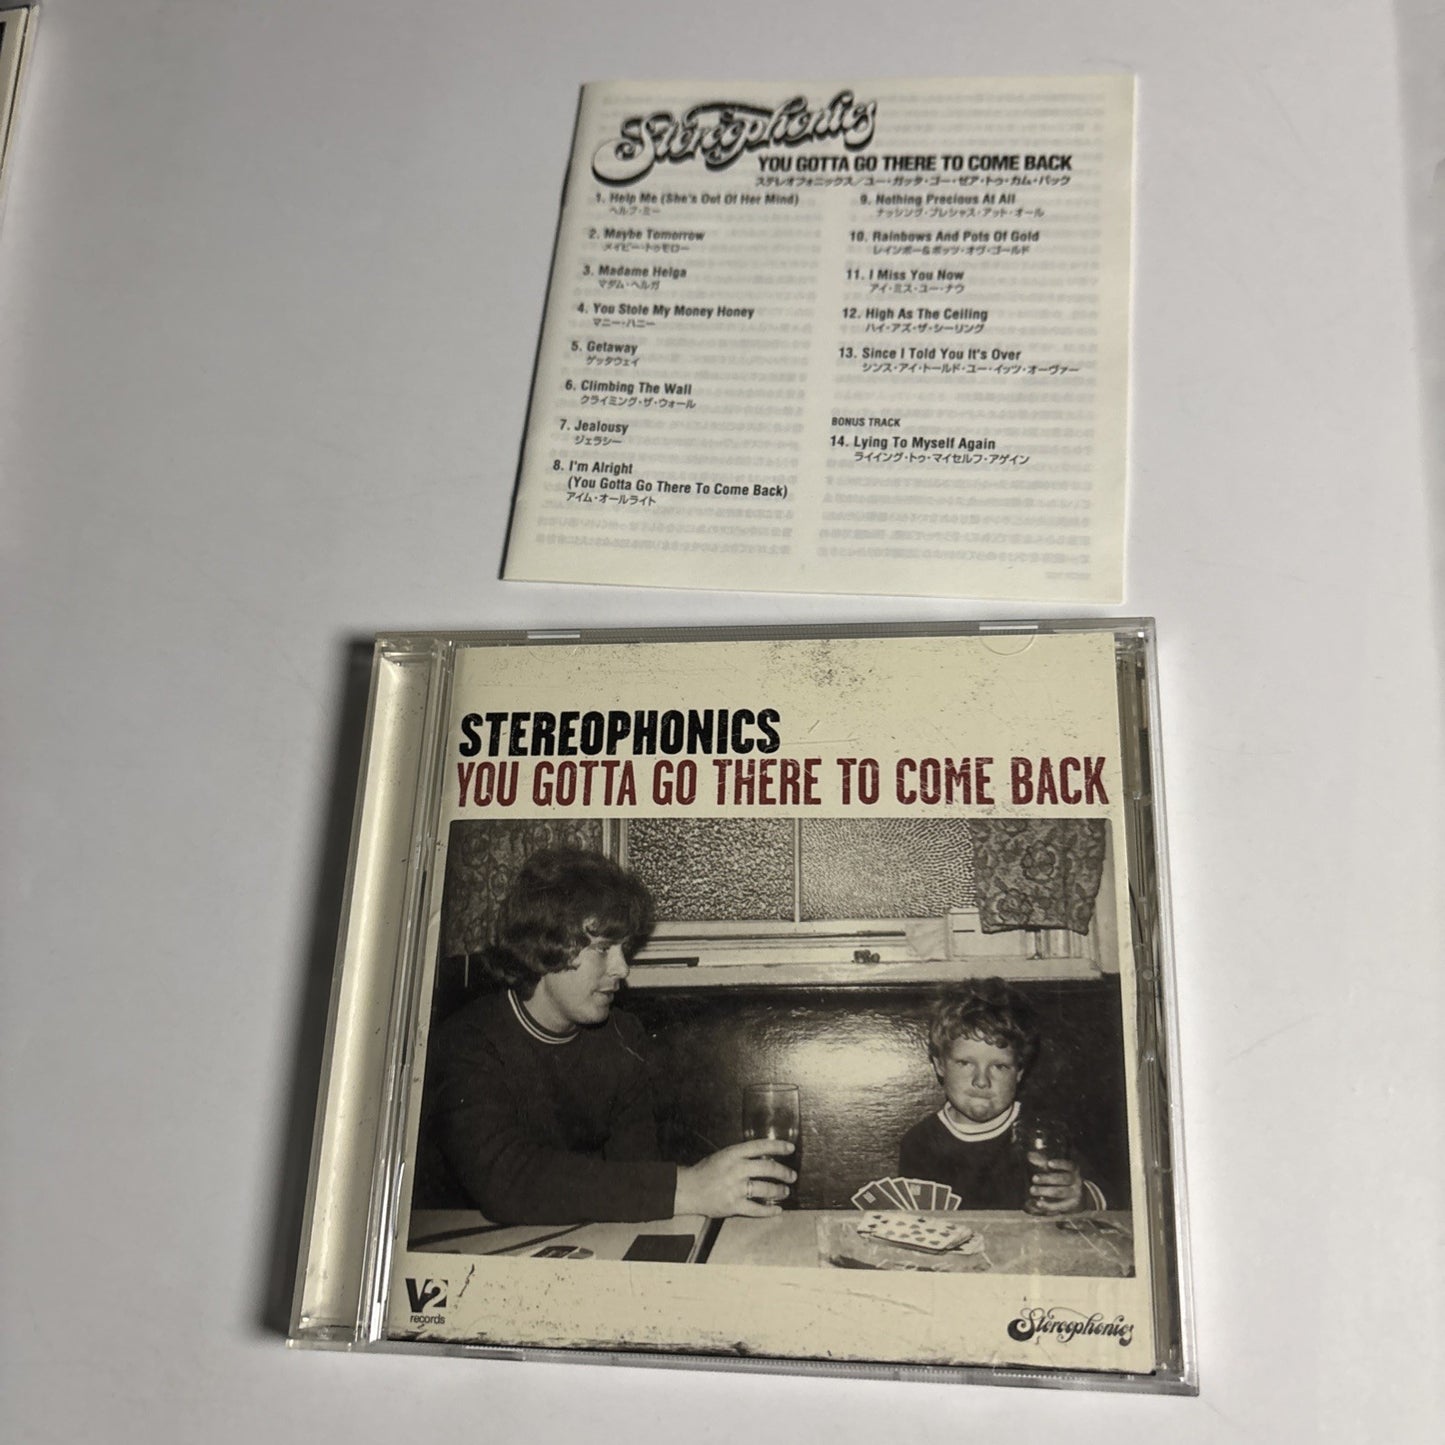 Stereophonics
YOU GOTTA GO THERE TO COME BACK
ステレオフォニックス／ユー・ガッタ・ゴー・ゼア・トゥ・カム・バック
1. Help Me (She's Out Of Her Mind)
ヘルプ・ミー
2. Maybe Tomorrow
メイビー・トゥモロー
3. Madame Helga
マダム・ヘルガ
4. You Stole My Money Honey
マニー・ハニー
5. Getaway
ゲッタウェイ
6. Climbing The Wall
クライミング・ザ・ウォール
7. Jealousy
ジェラシー
8. I'm Alright
(You Gotta Go There To Come Back)
アイム・オールライト
9. Nothing Precious At All
ナッシング・プレシャス・アット・オール
10. Rainbows And Pots Of Gold
レインボー&ポッツ・オヴ・ゴールド
11. I Miss You Now
アイ・ミス・ユー・ナウ
12. High As The Ceiling
ハイ・アズ・ザ・シーリング
13. Since I Told You It's Over
シンス・アイ・トールド・ユー・イッツ・オーヴァー
BONUS TRACK
14. Lying To Myself Again
ライイング・トゥ・マイセルフ・アゲイン
STEREOPHONICS
YOU GOTTA GO THERE TO COME BACK
V2
records
Stereophonics